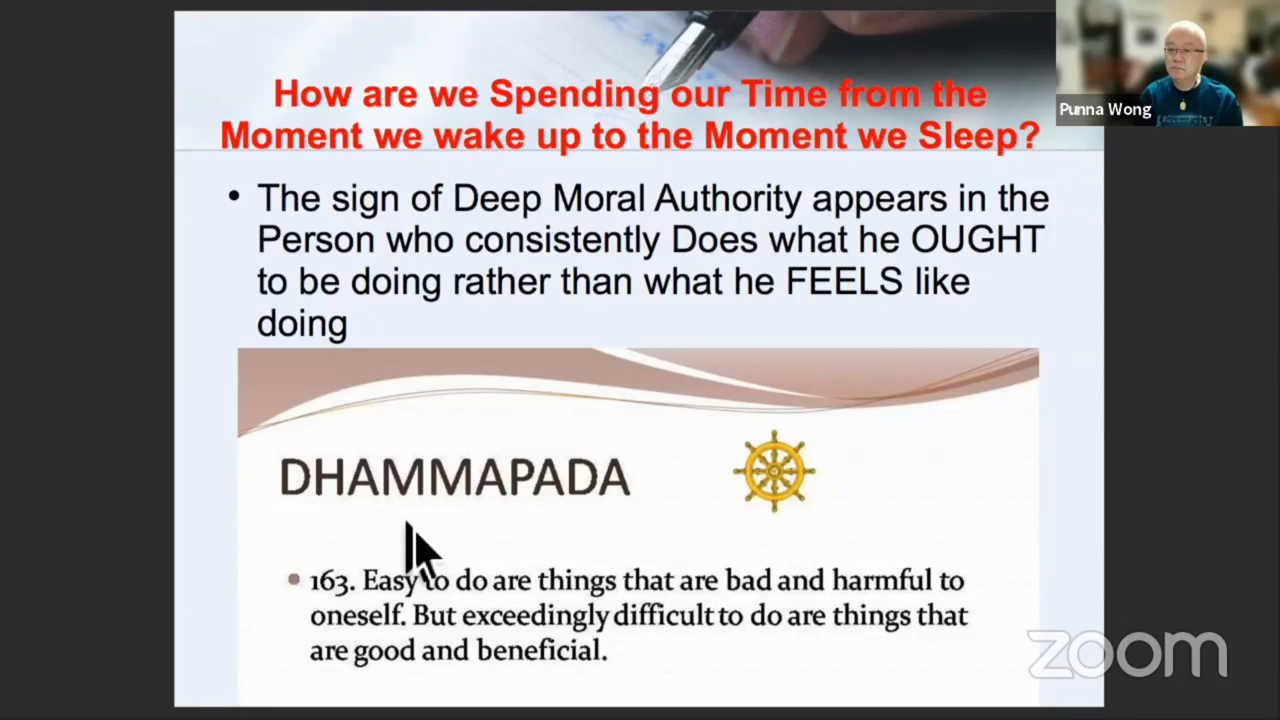 How are we Spending our Time from the
Moment we wake up to the Moment we Sleep?
Punna Wong
• The sign of Deep Moral Authority appears in the
Person who consistently Does what he OUGHT
to be doing rather than what he FEELS like
doing
DHAMMAPADA
• 163. Easy to do are things that are bad and harmful to
oneself. But exceedingly difficult to do are things that
are good and beneficial.
zoom